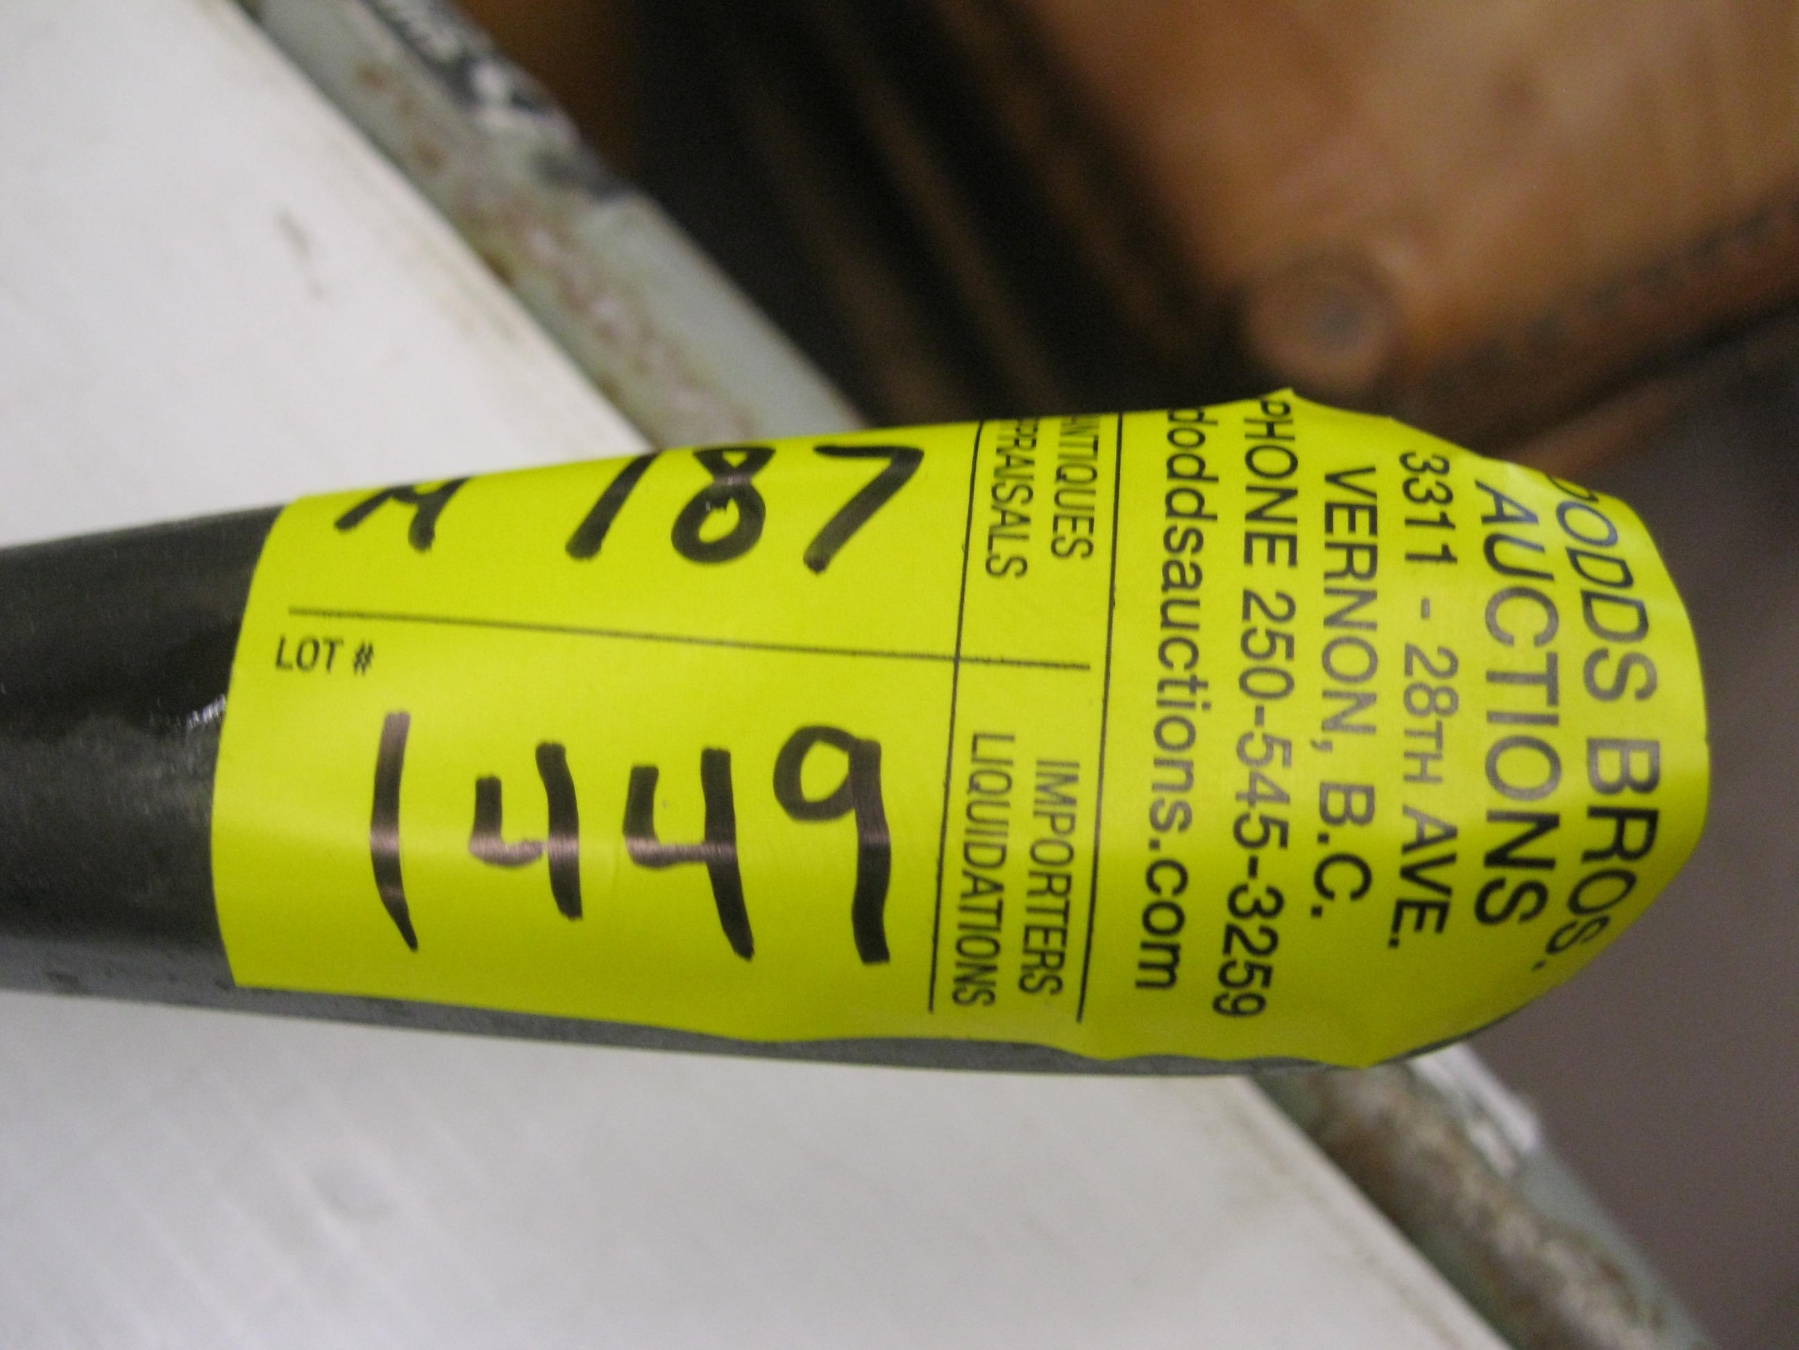 DODDS BROS.
AUCTIONS
3311 - 28TH AVE.
VERNON, B.C.
PHONE 250-545-3259
doddsauctions.com
ANTIQUES
IMPORTERS
LIQUIDATIONS
187
LOT #
1449